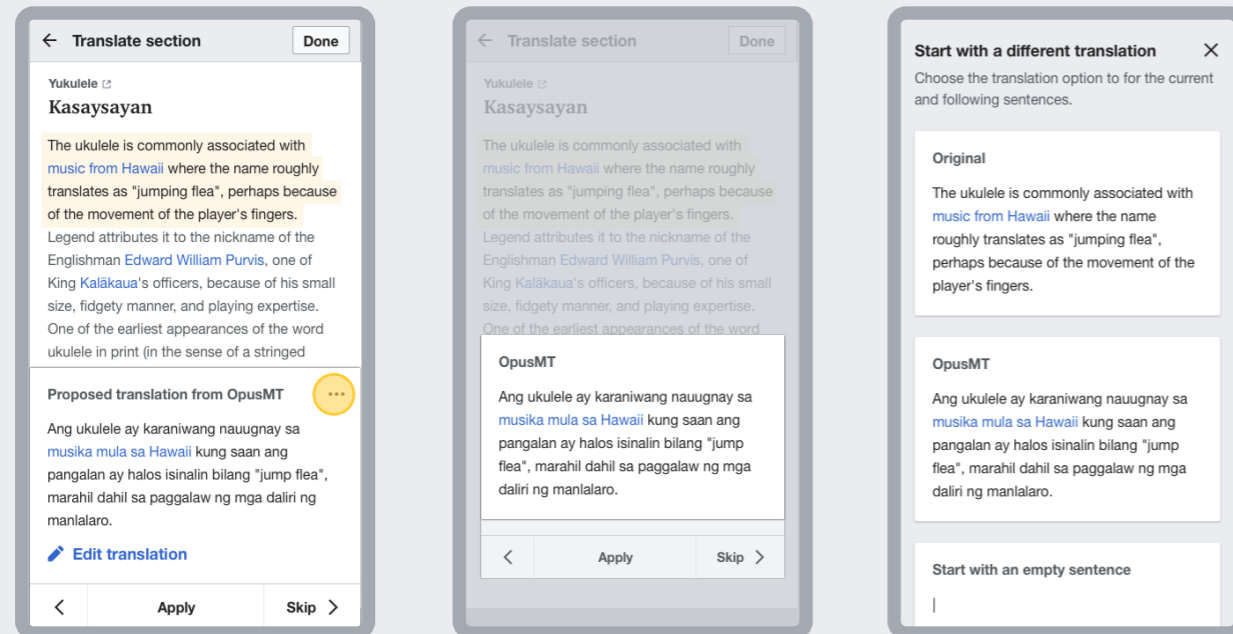 Translate section
Done
Yukulele
Kasaysayan
The ukulele is commonly associated with
music from Hawaii where the name roughly
translates as "jumping flea", perhaps because
of the movement of the player's fingers.
Legend attributes it to the nickname of the
Englishman Edward William Purvis, one of
King Kalākaua's officers, because of his small
size, fidgety manner, and playing expertise.
One of the earliest appearances of the word
ukulele in print (in the sense of a stringed
Proposed translation from OpusMT
Ang ukulele ay karaniwang nauugnay sa
musika mula sa Hawaii kung saan ang
pangalan ay halos isinalin bilang "jump flea",
marahil dahil sa paggalaw ng mga daliri ng
manlalaro.
Edit translation
Apply
Skip
Translate section
Done
Yukulele
Kasaysayan
The ukulele is commonly associated with
music from Hawaii where the name roughly
translates as "jumping flea", perhaps because
of the movement of the player's fingers.
Legend attributes it to the nickname of the
Englishman Edward William Purvis, one of
King Kalākaua's officers, because of his small
size, fidgety manner, and playing expertise.
One of the earliest appearances of the word
OpusMT
Ang ukulele ay karaniwang nauugnay sa
musika mula sa Hawaii kung saan ang
pangalan ay halos isinalin bilang "jump
flea", marahil dahil sa paggalaw ng mga
daliri ng manlalaro.
Apply
Skip
Start with a different translation
Choose the translation option to for the current
and following sentences.
Original
The ukulele is commonly associated with
music from Hawaii where the name
roughly translates as "jumping flea",
perhaps because of the movement of the
player's fingers.
OpusMT
Ang ukulele ay karaniwang nauugnay sa
musika mula sa Hawaii kung saan ang
pangalan ay halos isinalin bilang "jump
flea", marahil dahil sa paggalaw ng mga
daliri ng manlalaro.
Start with an empty sentence